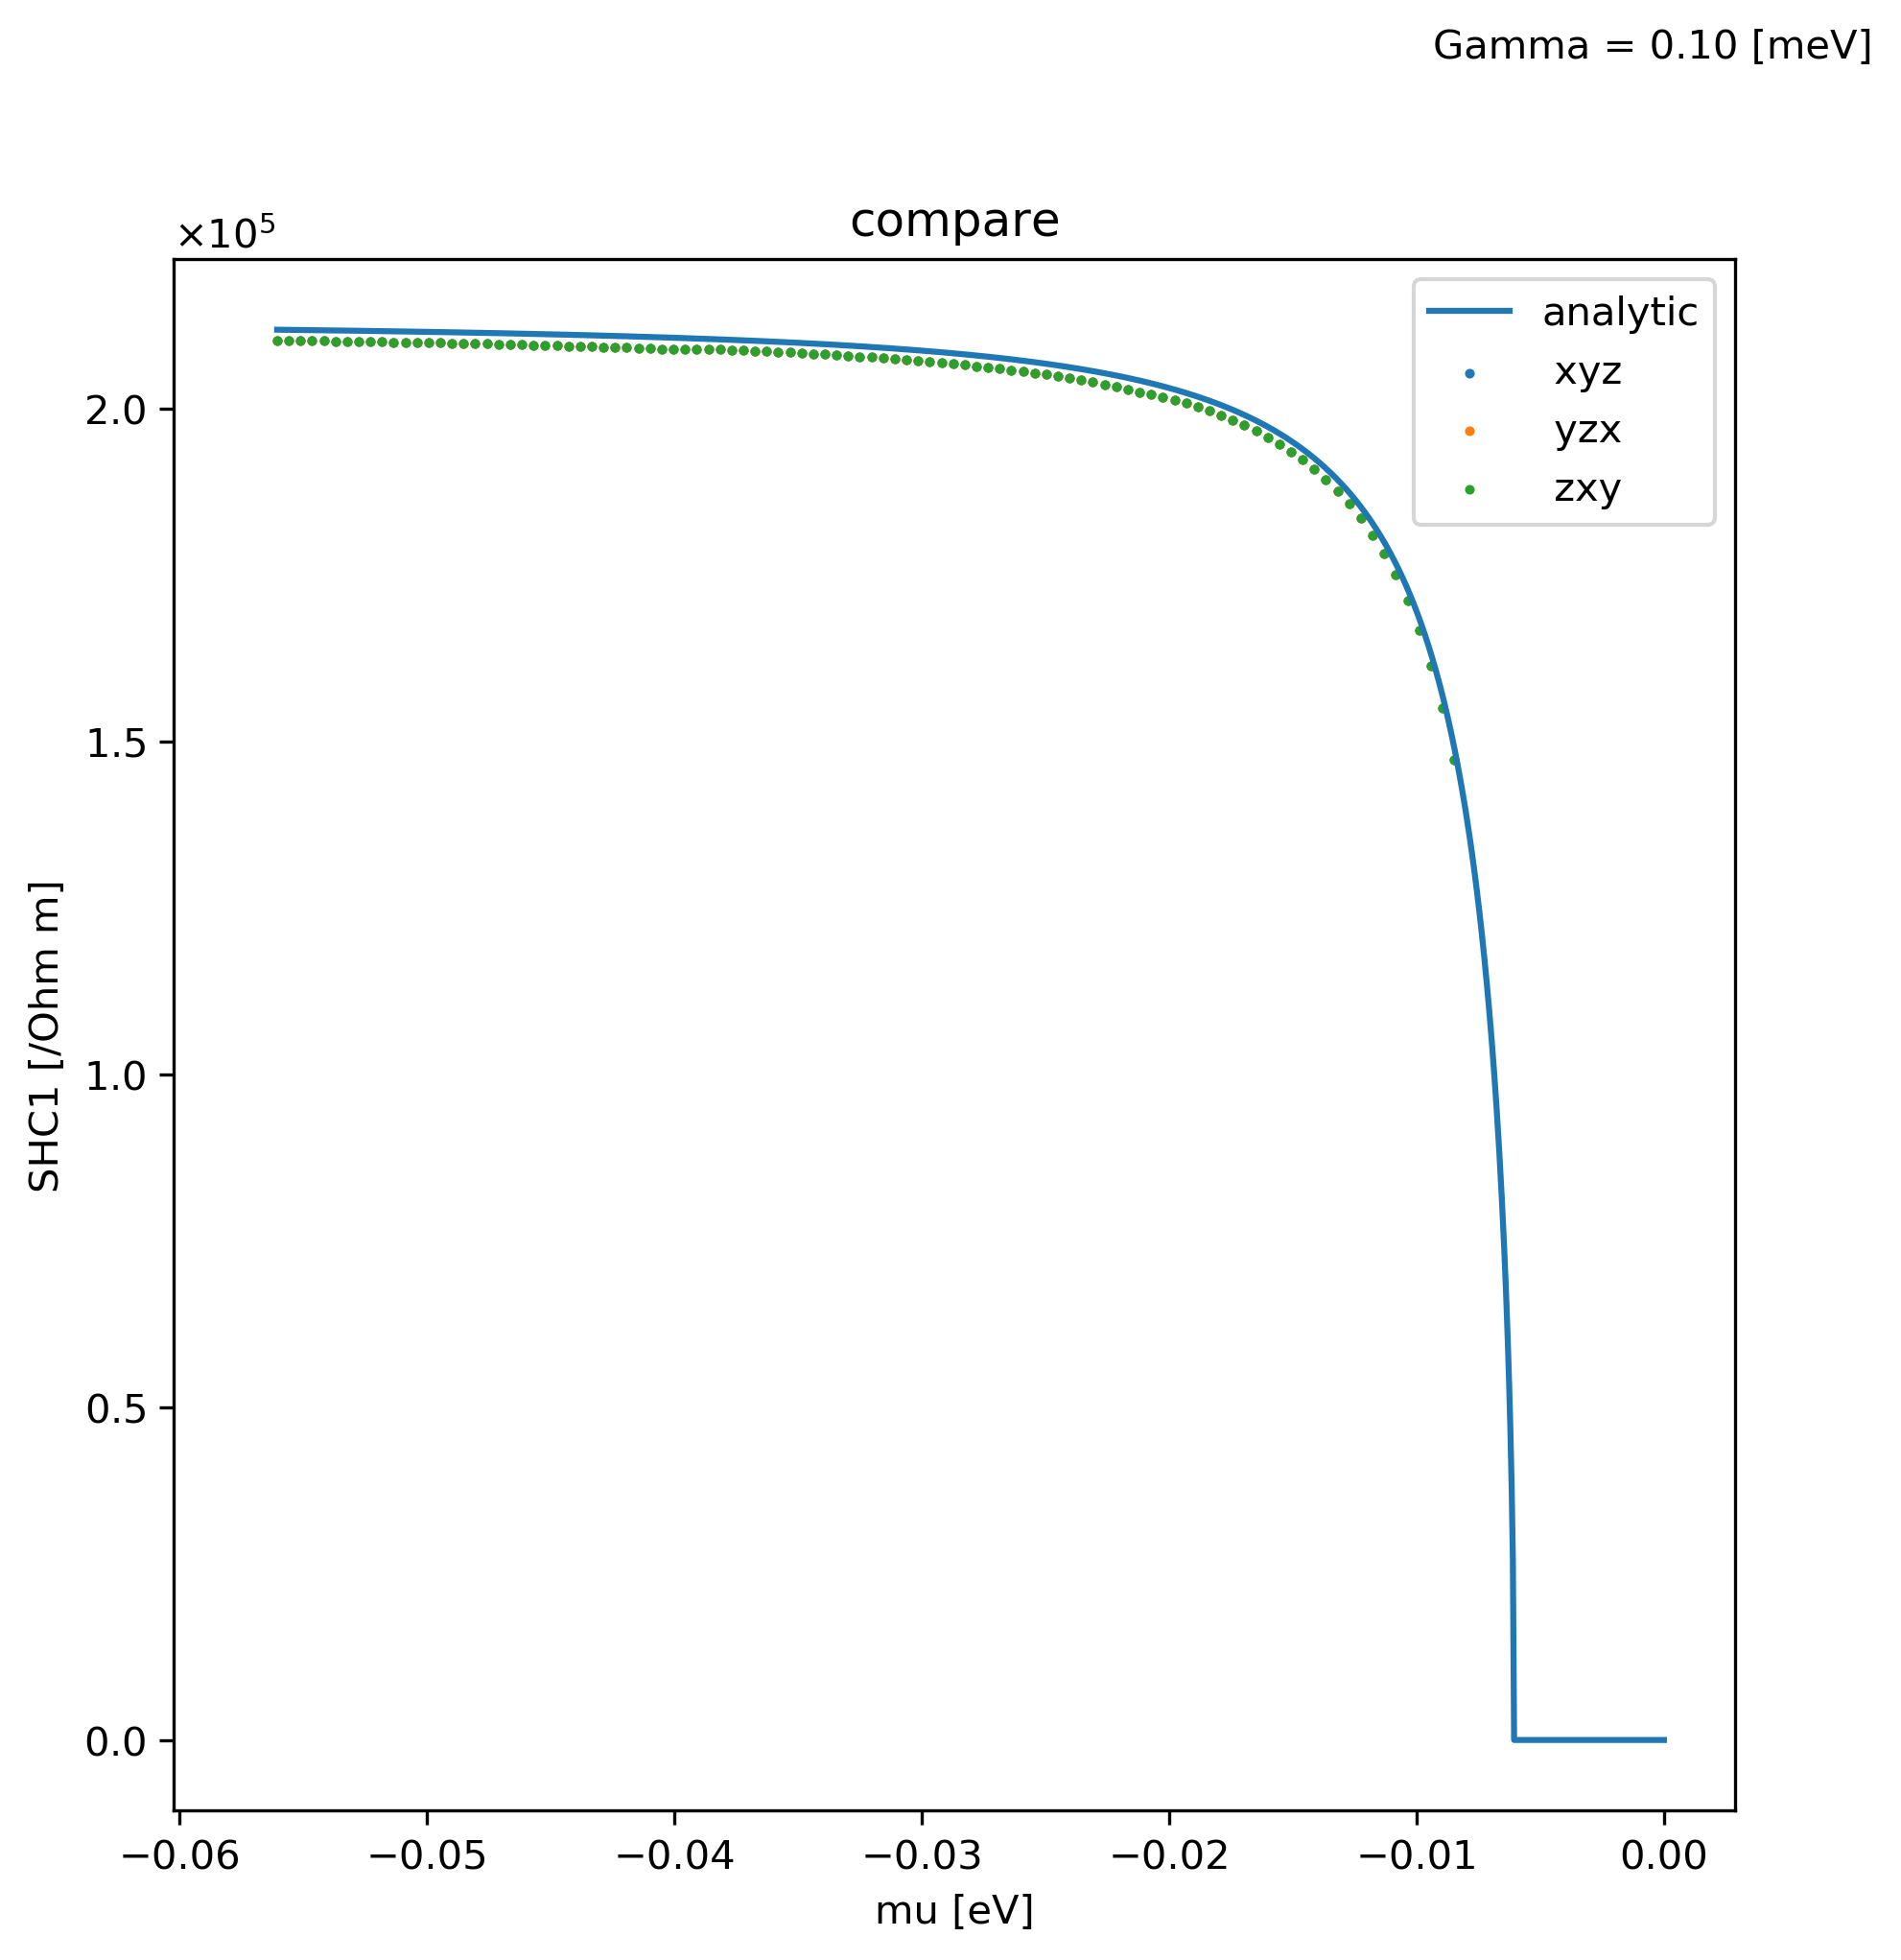 Gamma = 0.10 [meV]
compare
×10⁵
analytic
xyz
yzx
zxy
2.0
1.5
1.0
0.5
0.0
SHC1 [/Ohm m]
−0.06 −0.05 −0.04 −0.03 −0.02 −0.01 0.00
mu [eV]